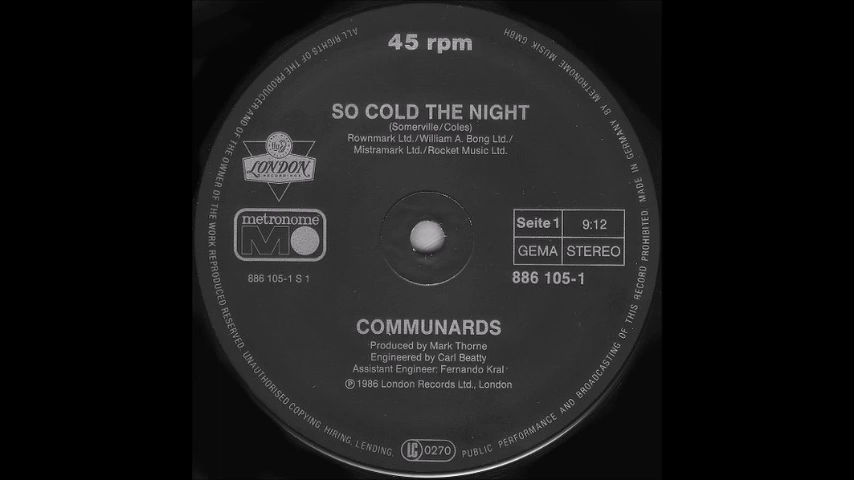 45 rpm
SO COLD THE NIGHT
(Somerville/Coles)
Rownmark Ltd./William A. Bong Ltd./
Mistramark Ltd./Rocket Music Ltd.
LONDON
RECORDINGS
metronome
M
886 105-1 S 1
Seite 1
9:12
GEMA
STEREO
886 105-1
COMMUNARDS
Produced by Mark Thorne
Engineered by Carl Beatty
Assistant Engineer: Fernando Kral
Ⓟ 1986 London Records Ltd., London
LC 0270
ALL RIGHTS OF THE PRODUCER AND OF THE OWNER OF THE WORK REPRODUCED RESERVED. UNAUTHORISED COPYING, HIRING, LENDING, PUBLIC PERFORMANCE AND BROADCASTING OF THIS RECORD PROHIBITED. MADE IN GERMANY BY METRONOME MUSIK GMBH